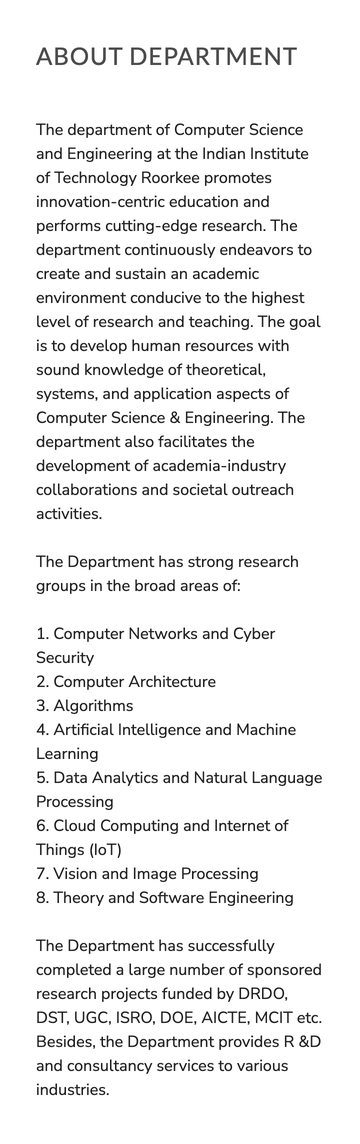 ABOUT DEPARTMENT
The department of Computer Science
and Engineering at the Indian Institute
of Technology Roorkee promotes
innovation-centric education and
performs cutting-edge research. The
department continuously endeavors to
create and sustain an academic
environment conducive to the highest
level of research and teaching. The goal
is to develop human resources with
sound knowledge of theoretical,
systems, and application aspects of
Computer Science & Engineering. The
department also facilitates the
development of academia-industry
collaborations and societal outreach
activities.
The Department has strong research
groups in the broad areas of:
1. Computer Networks and Cyber
Security
2. Computer Architecture
3. Algorithms
4. Artificial Intelligence and Machine
Learning
5. Data Analytics and Natural Language
Processing
6. Cloud Computing and Internet of
Things (IoT)
7. Vision and Image Processing
8. Theory and Software Engineering
The Department has successfully
completed a large number of sponsored
research projects funded by DRDO,
DST, UGC, ISRO, DOE, AICTE, MCIT etc.
Besides, the Department provides R &D
and consultancy services to various
industries.